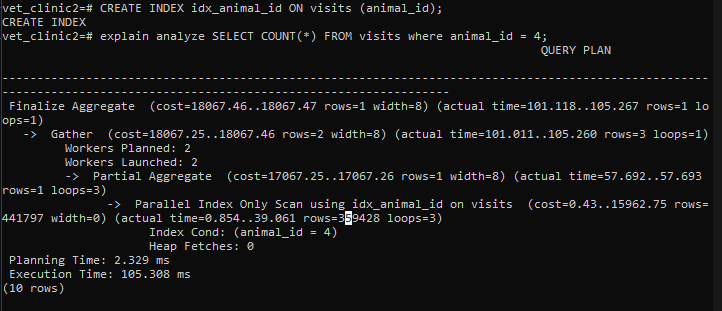 vet_clinic2=# CREATE INDEX idx_animal_id ON visits (animal_id);
CREATE INDEX
vet_clinic2=# explain analyze SELECT COUNT(*) FROM visits where animal_id = 4;
QUERY PLAN
-----------------------------------------------------------------------------------------------------
----------------------------------------------------------------
Finalize Aggregate  (cost=18067.46..18067.47 rows=1 width=8) (actual time=101.118..105.267 rows=1 lo
ops=1)
->  Gather  (cost=18067.25..18067.46 rows=2 width=8) (actual time=101.011..105.260 rows=3 loops=1)
Workers Planned: 2
Workers Launched: 2
->  Partial Aggregate  (cost=17067.25..17067.26 rows=1 width=8) (actual time=57.692..57.693
rows=1 loops=3)
->  Parallel Index Only Scan using idx_animal_id on visits  (cost=0.43..15962.75 rows=
441797 width=0) (actual time=0.854..39.061 rows=359428 loops=3)
Index Cond: (animal_id = 4)
Heap Fetches: 0
Planning Time: 2.329 ms
Execution Time: 105.308 ms
(10 rows)